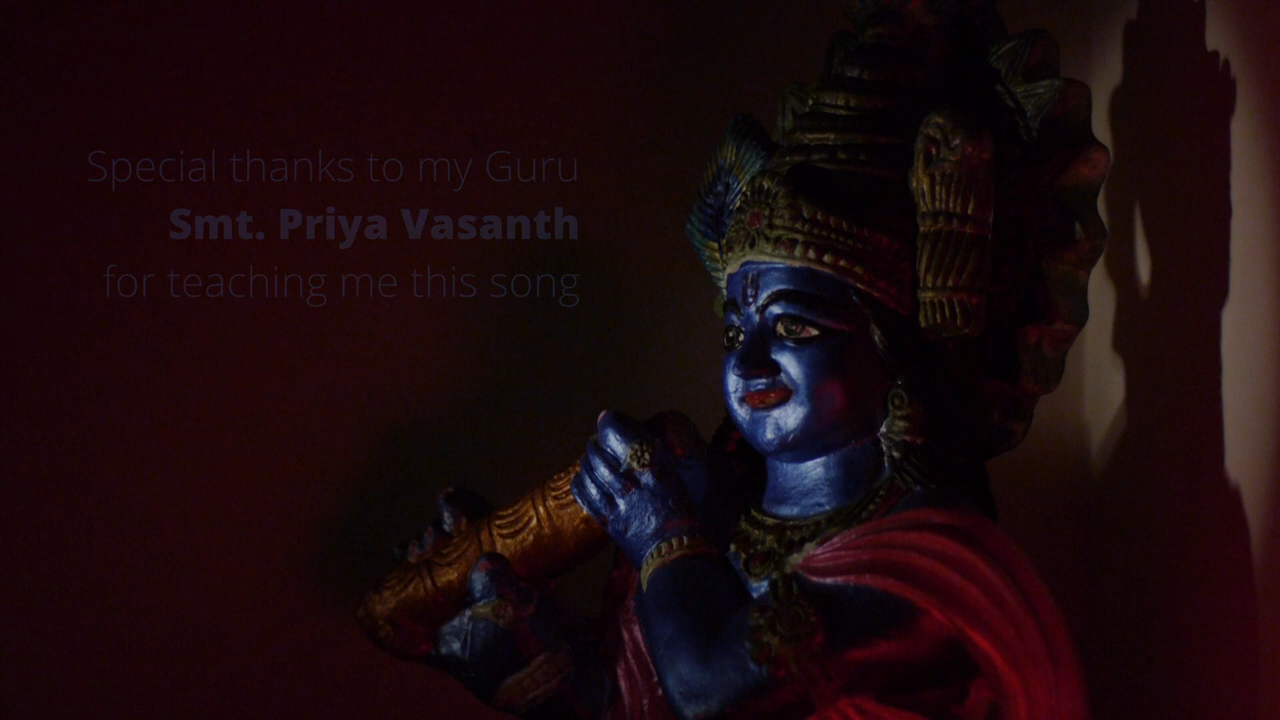 Special thanks to my Guru
Smt. Priya Vasanth
for teaching me this song